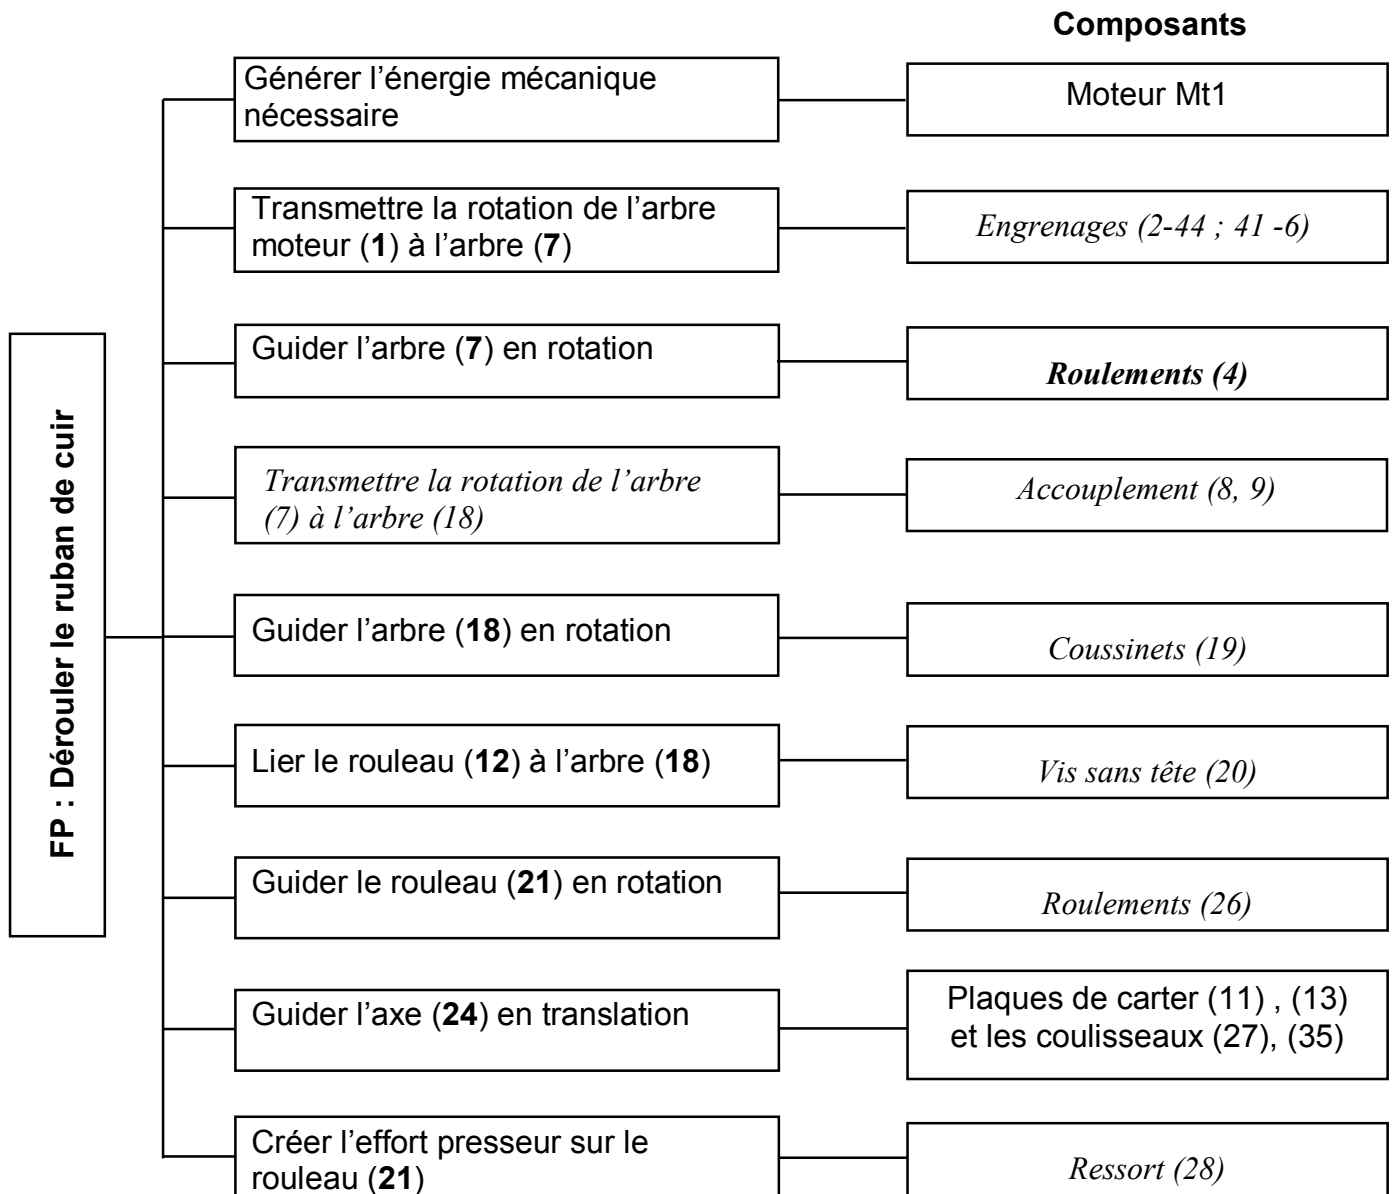 Composants
Générer l’énergie mécanique
nécessaire
Moteur Mt1
Transmettre la rotation de l’arbre
moteur (1) à l’arbre (7)
Engrenages (2-44 ; 41 -6)
Guider l’arbre (7) en rotation
Roulements (4)
FP : Dérouler le ruban de cuir
Transmettre la rotation de l’arbre
(7) à l’arbre (18)
Accouplement (8, 9)
Guider l’arbre (18) en rotation
Coussinets (19)
Lier le rouleau (12) à l’arbre (18)
Vis sans tête (20)
Guider le rouleau (21) en rotation
Roulements (26)
Guider l’axe (24) en translation
Plaques de carter (11) , (13)
et les coulisseaux (27), (35)
Créer l’effort presseur sur le
rouleau (21)
Ressort (28)